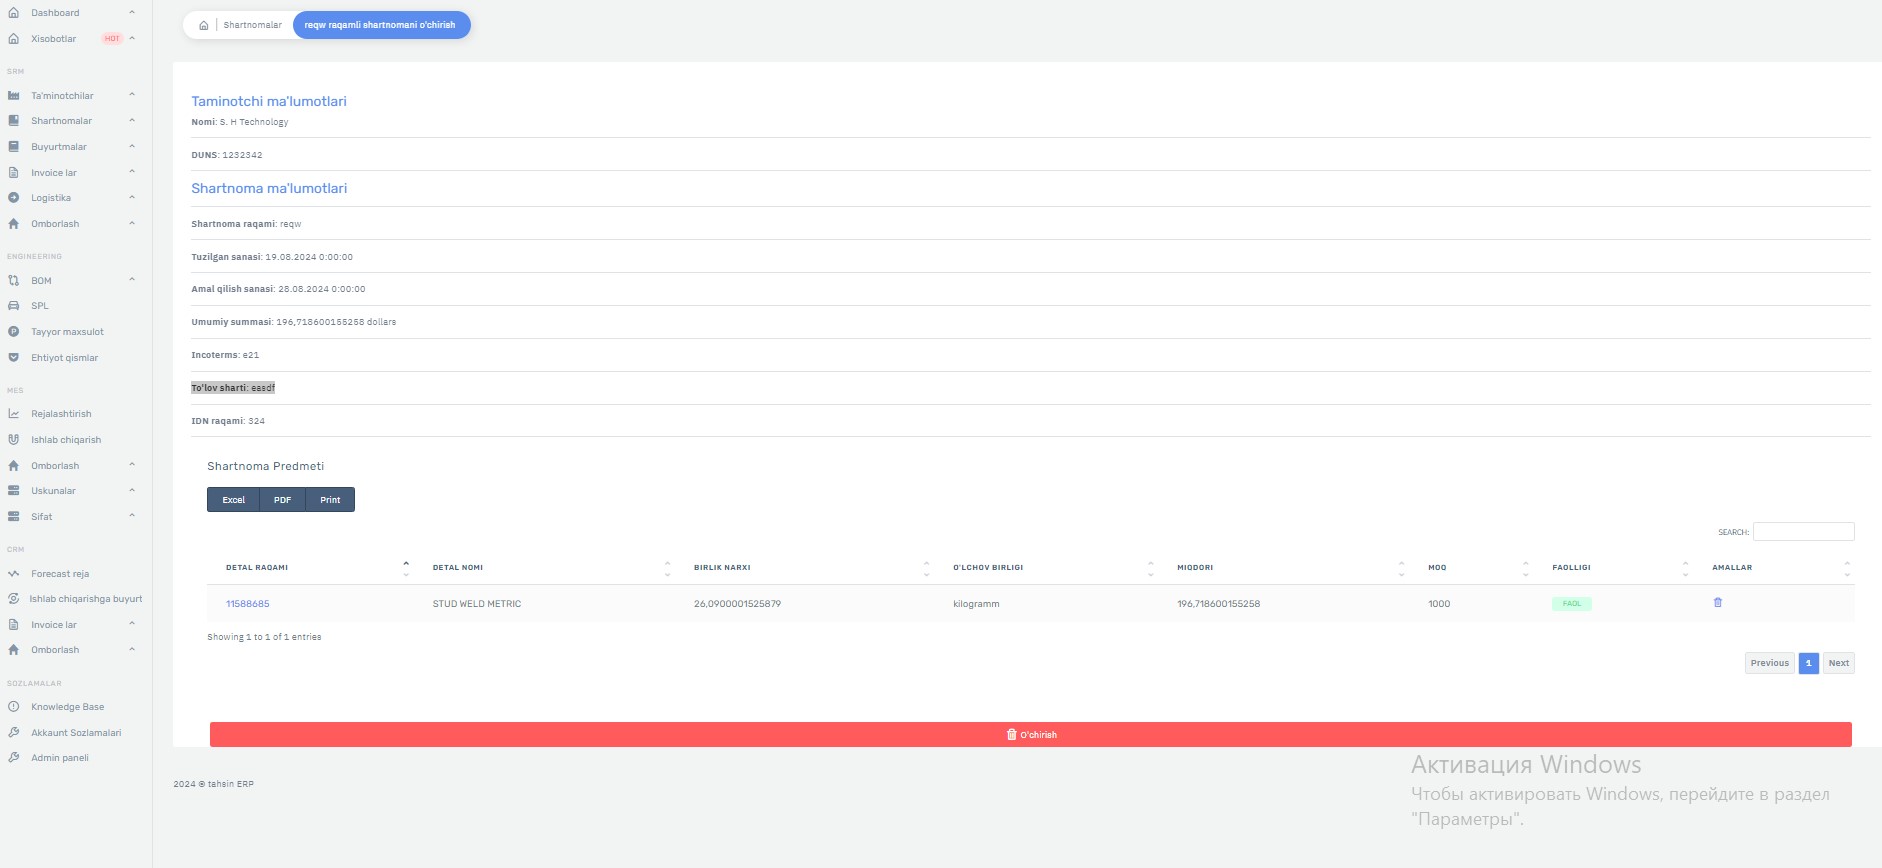 Dashboard
Xisobotlar HOT
SRM
Ta'minotchilar
Shartnomalar
Buyurtmalar
Invoice lar
Logistika
Omborlash
ENGINEERING
BOM
SPL
Tayyor maxsulot
Ehtiyot qismlar
MES
Rejalashtirish
Ishlab chiqarish
Omborlash
Uskunalar
Sifat
CRM
Forecast reja
Ishlab chiqarishga buyurt
Invoice lar
Omborlash
SOZLAMALAR
Knowledge Base
Akkaunt Sozlamalari
Admin paneli
Shartnomalar reqw raqamli shartnomani o'chirish
Taminotchi ma'lumotlari
Nomi: S. H Technology
DUNS: 1232342
Shartnoma ma'lumotlari
Shartnoma raqami: reqw
Tuzilgan sanasi: 19.08.2024 0:00:00
Amal qilish sanasi: 28.08.2024 0:00:00
Umumiy summasi: 196,718600155258 dollars
Incoterms: e21
To'lov sharti: easdf
IDN raqami: 324
Shartnoma Predmeti
Excel PDF Print
SEARCH:
DETAL RAQAMI DETAL NOMI BIRLIK NARXI O'LCHOV BIRLIGI MIQDORI MOQ FAOLLIGI AMALLAR
11588685 STUD WELD METRIC 26,0900001525879 kilogramm 196,718600155258 1000 FAOL
Showing 1 to 1 of 1 entries
Previous 1 Next
O'chirish
2024 © tahsin ERP
Активация Windows
Чтобы активировать Windows, перейдите в раздел
"Параметры".